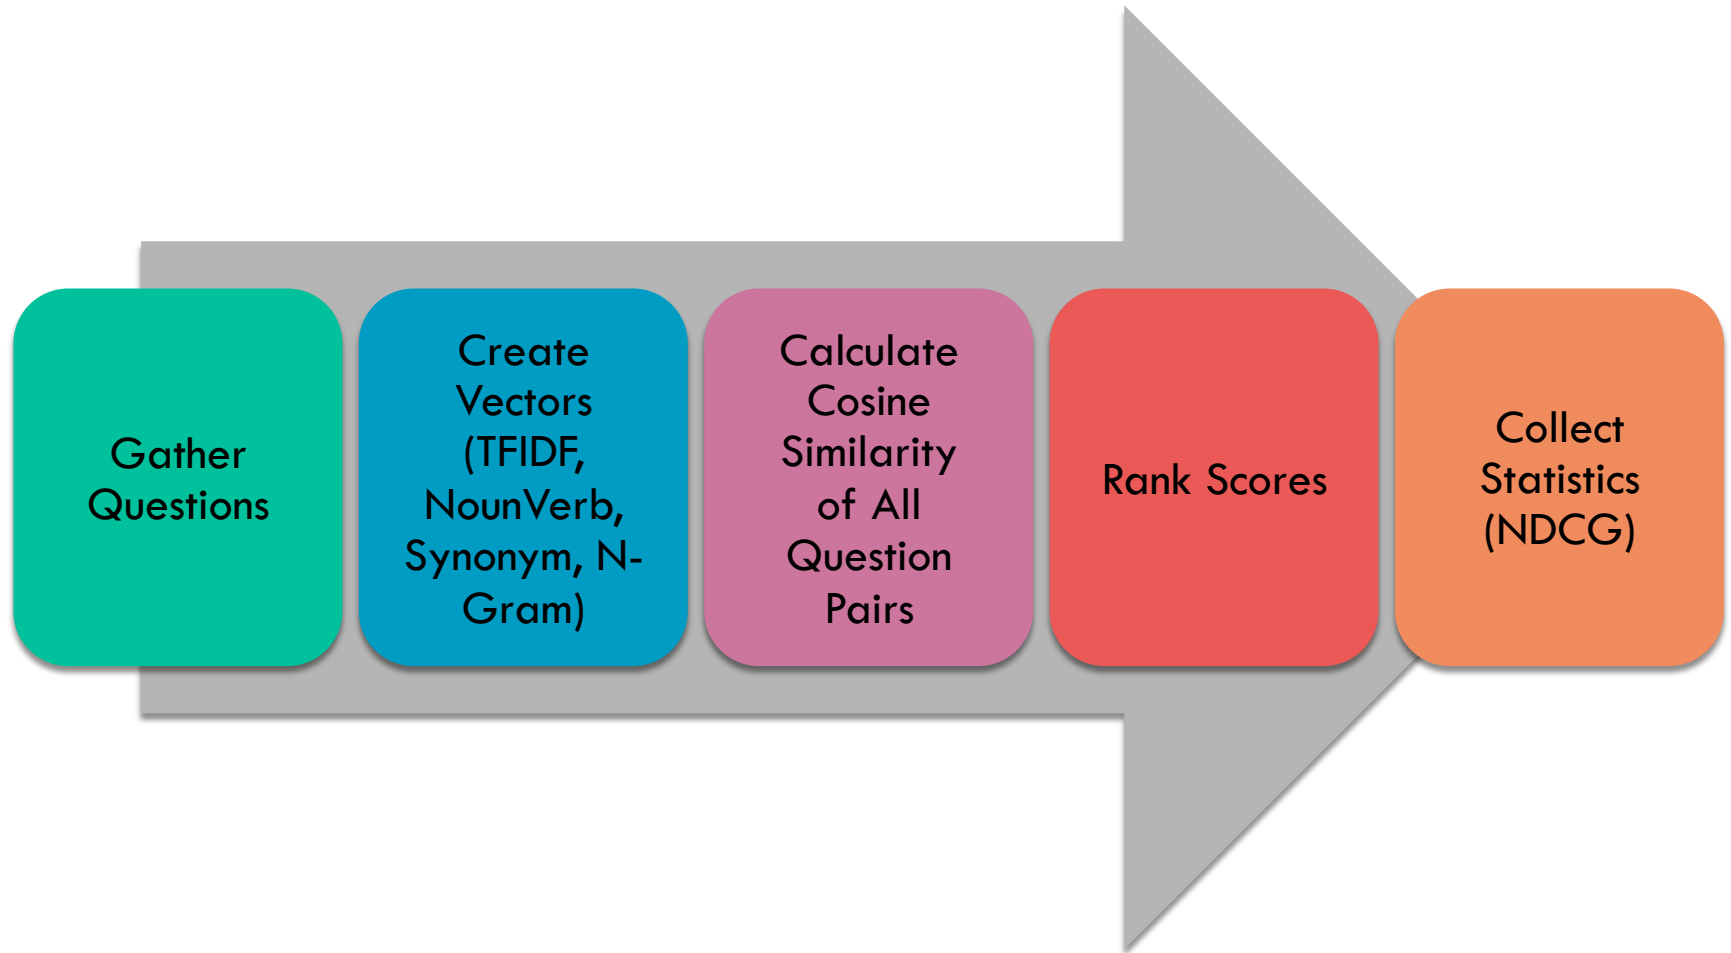 Gather
Questions
Create
Vectors
(TFIDF,
NounVerb,
Synonym, N-
Gram)
Calculate
Cosine
Similarity
of All
Question
Pairs
Rank Scores
Collect
Statistics
(NDCG)